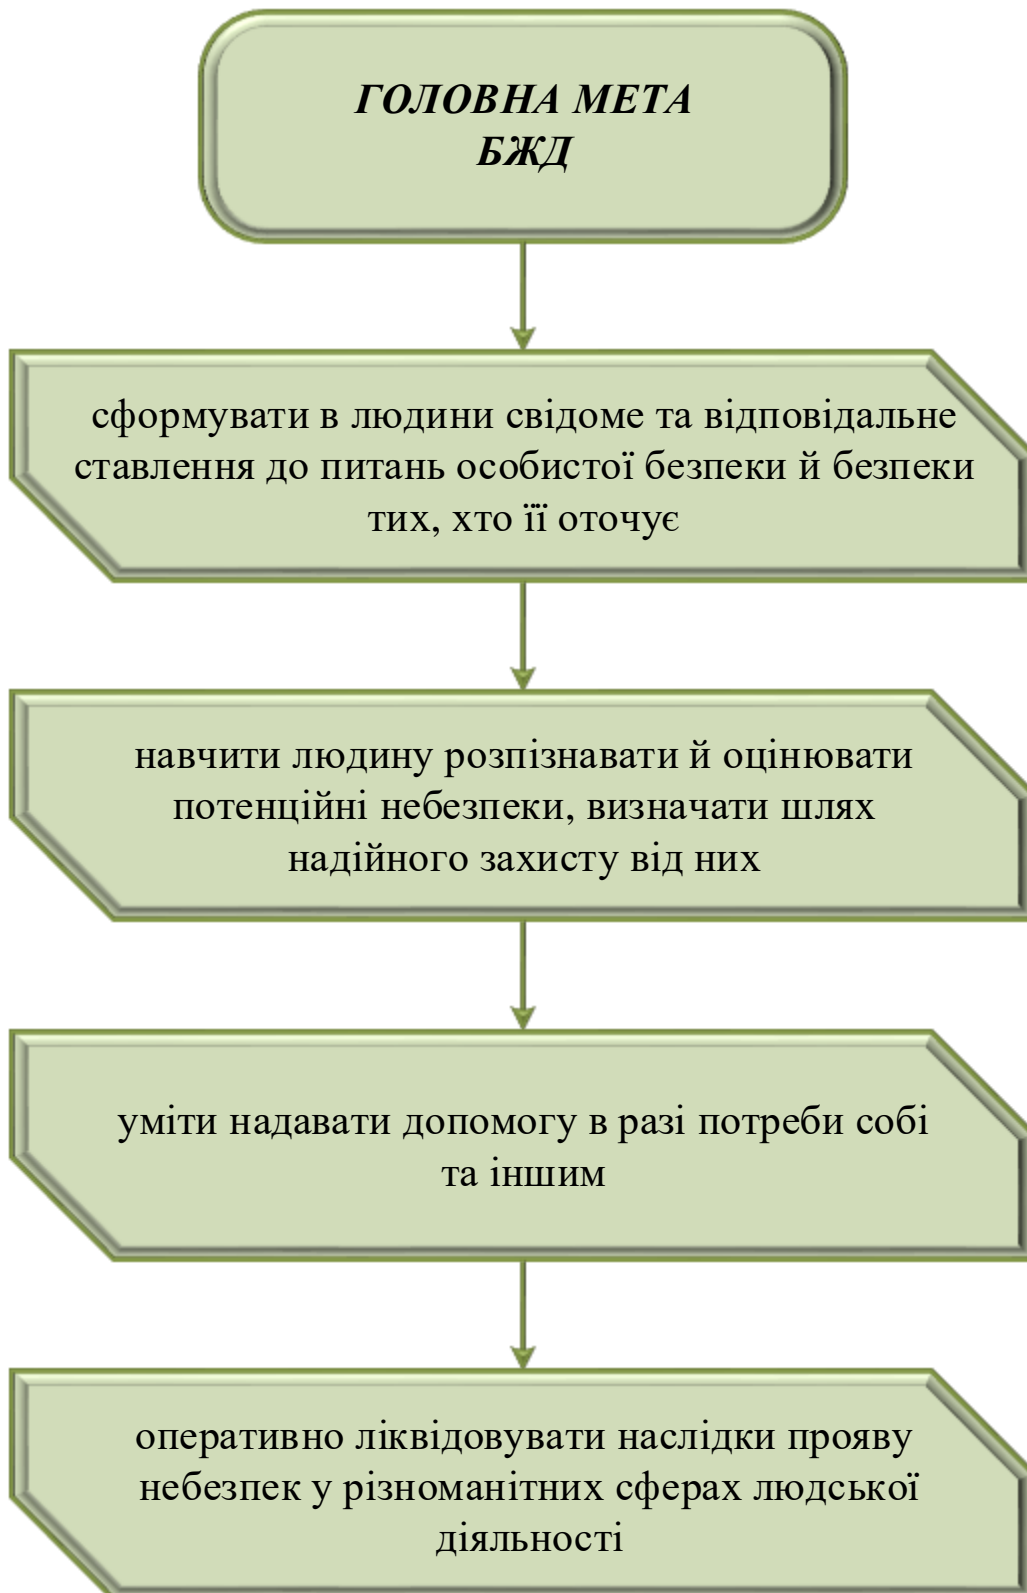 ГОЛОВНА МЕТА
БЖД
сформувати в людини свідоме та відповідальне
ставлення до питань особистої безпеки й безпеки
тих, хто її оточує
навчити людину розпізнавати й оцінювати
потенційні небезпеки, визначати шлях
надійного захисту від них
уміти надавати допомогу в разі потреби собі
та іншим
оперативно ліквідовувати наслідки прояву
небезпек у різноманітних сферах людської
діяльності